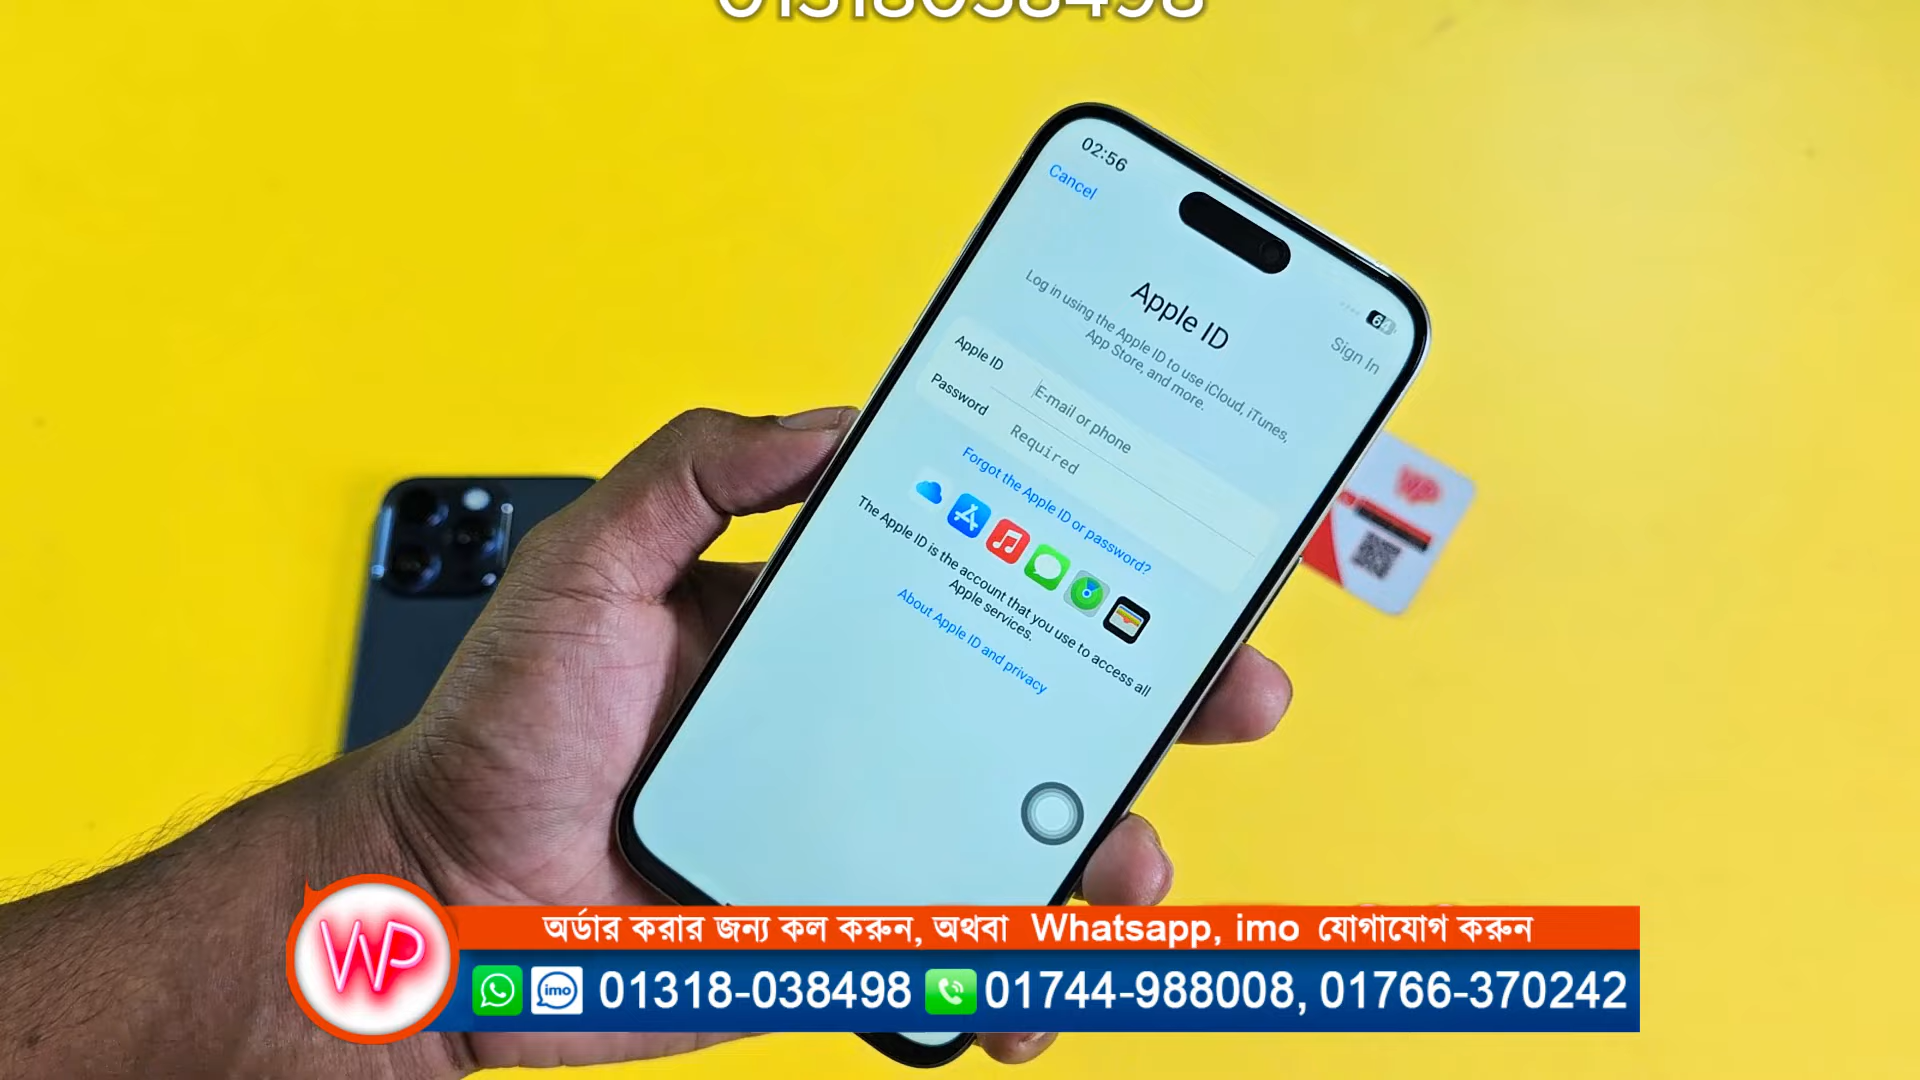 01318038498
02:56
64
Cancel
Sign In
Apple ID
Log in using the Apple ID to use iCloud, iTunes,
App Store, and more.
Apple ID
E-mail or phone
Password
Required
Forgot the Apple ID or password?
The Apple ID is the account that you use to access all
Apple services.
About Apple ID and privacy
WP
WP
অর্ডার করার জন্য কল করুন, অথবা Whatsapp, imo যোগাযোগ করুন
imo 01318-038498 01744-988008, 01766-370242